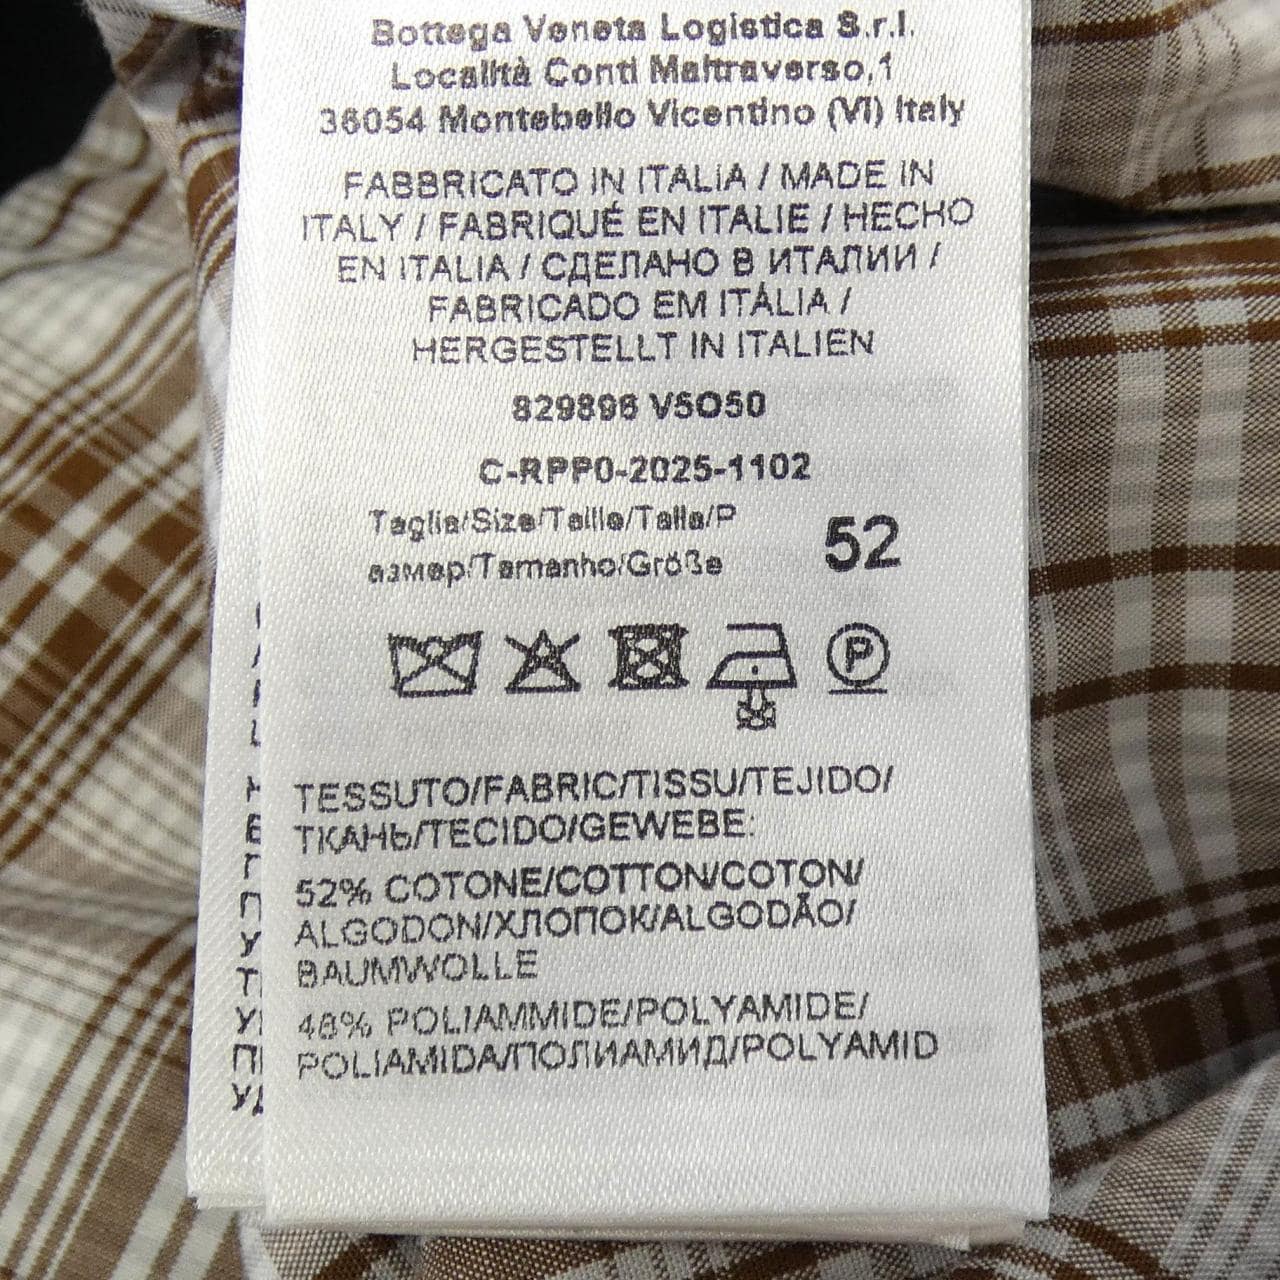 Bottega Veneta Logistica S.r.l.
Località Conti Maltraverso,1
36054 Montebello Vicentino (VI) Italy
FABBRICATO IN ITALIA / MADE IN
ITALY / FABRIQUÉ EN ITALIE / HECHO
EN ITALIA / СДЕЛАНО В ИТАЛИИ /
FABRICADO EM ITÁLIA /
HERGESTELLT IN ITALIEN
829896 V5O50
C-RPP0-2025-1102
Taglia/Size/Taille/Talla/Р
азмер/Tamanho/Größe
52
P
TESSUTO/FABRIC/TISSU/TEJIDO/
ТКАНЬ/TECIDO/GEWEBE:
52% COTONE/COTTON/COTON/
ALGODON/ХЛОПОК/ALGODÃO/
BAUMWOLLE
48% POLIAMMIDE/POLYAMIDE/
POLIAMIDA/ПОЛИАМИД/POLYAMID